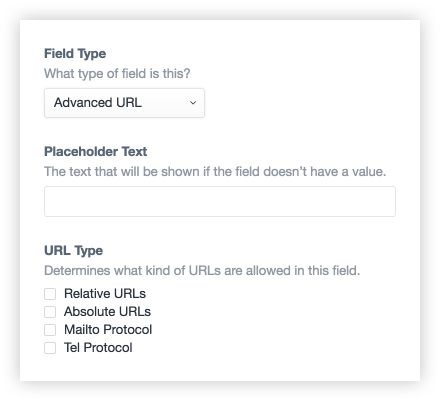 Field Type
What type of field is this?
Advanced URL
Placeholder Text
The text that will be shown if the field doesn’t have a value.
URL Type
Determines what kind of URLs are allowed in this field.
Relative URLs
Absolute URLs
Mailto Protocol
Tel Protocol